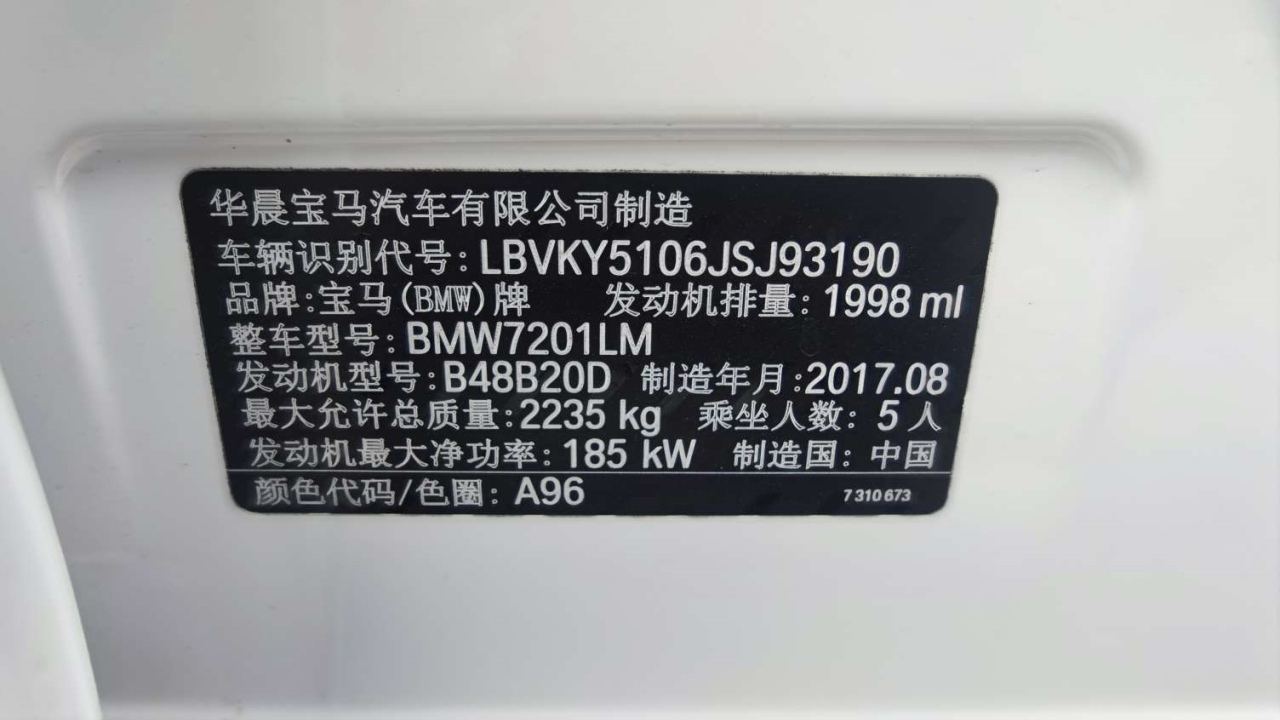 华晨宝马汽车有限公司制造
车辆识别代号:LBVKY5106JSJ93190
品牌:宝马(BMW)牌 发动机排量:1998 ml
整车型号:BMW7201LM
发动机型号:B48B20D 制造年月:2017.08
最大允许总质量:2235 kg 乘坐人数:5人
发动机最大净功率:185 kW 制造国:中国
颜色代码/色圈:A96 7 310 673